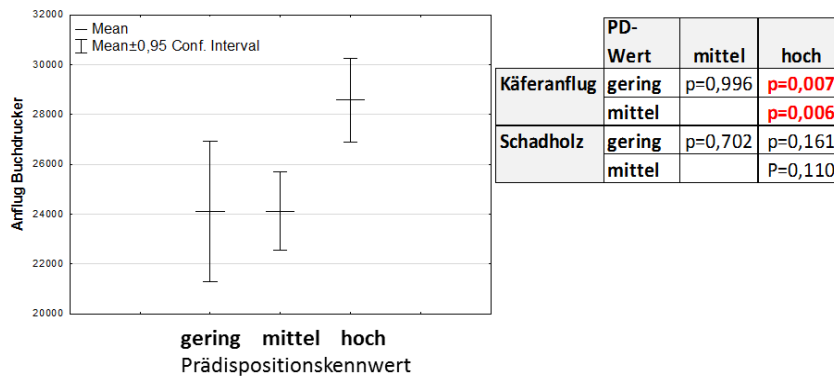 32000
30000
28000
26000
24000
22000
20000
Anflug Buchdrucker
Mean
Mean±0,95 Conf. Interval
gering mittel hoch
Prädispositionskennwert
PD-
Wert mittel hoch
Käferanflug gering p=0,996 p=0,007
mittel p=0,006
Schadholz gering p=0,702 p=0,161
mittel P=0,110